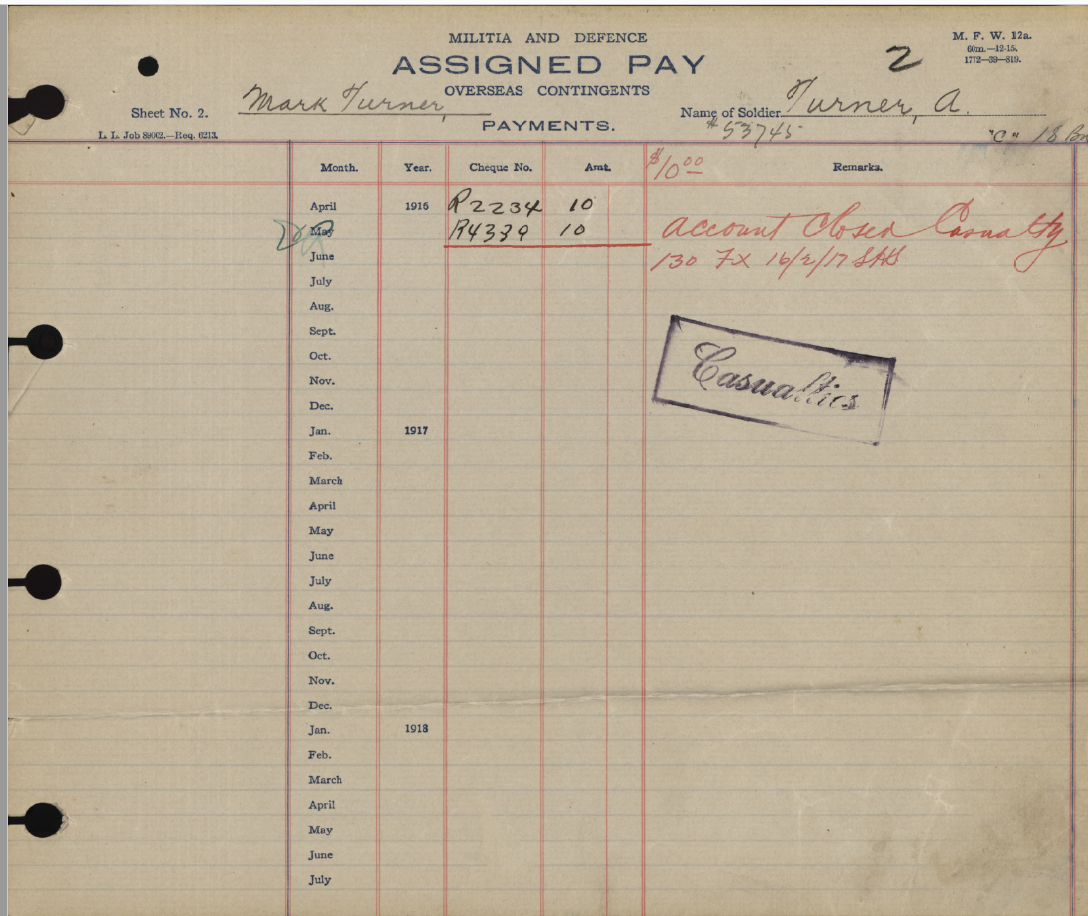 MILITIA AND DEFENCE
M. F. W. 12a.
60m.—12-15.
1772—39—819.
2
ASSIGNED PAY
OVERSEAS CONTINGENTS
Sheet No. 2. Mark Turner, Name of Soldier Turner, A.
PAYMENTS. #53745 "C" 18 Bn
L. L. Job 89062.—Req. 6213.
Month. Year. Cheque No. Amt. $10.00 Remarks.
April 1916 R2234 10
May R4339 10 Account Closed Casualty
June 130 FX 16/2/17
July
Aug.
Sept.
Oct.
Casualties
Nov.
Dec.
Jan. 1917
Feb.
March
April
May
June
July
Aug.
Sept.
Oct.
Nov.
Dec.
Jan. 1918
Feb.
March
April
May
June
July